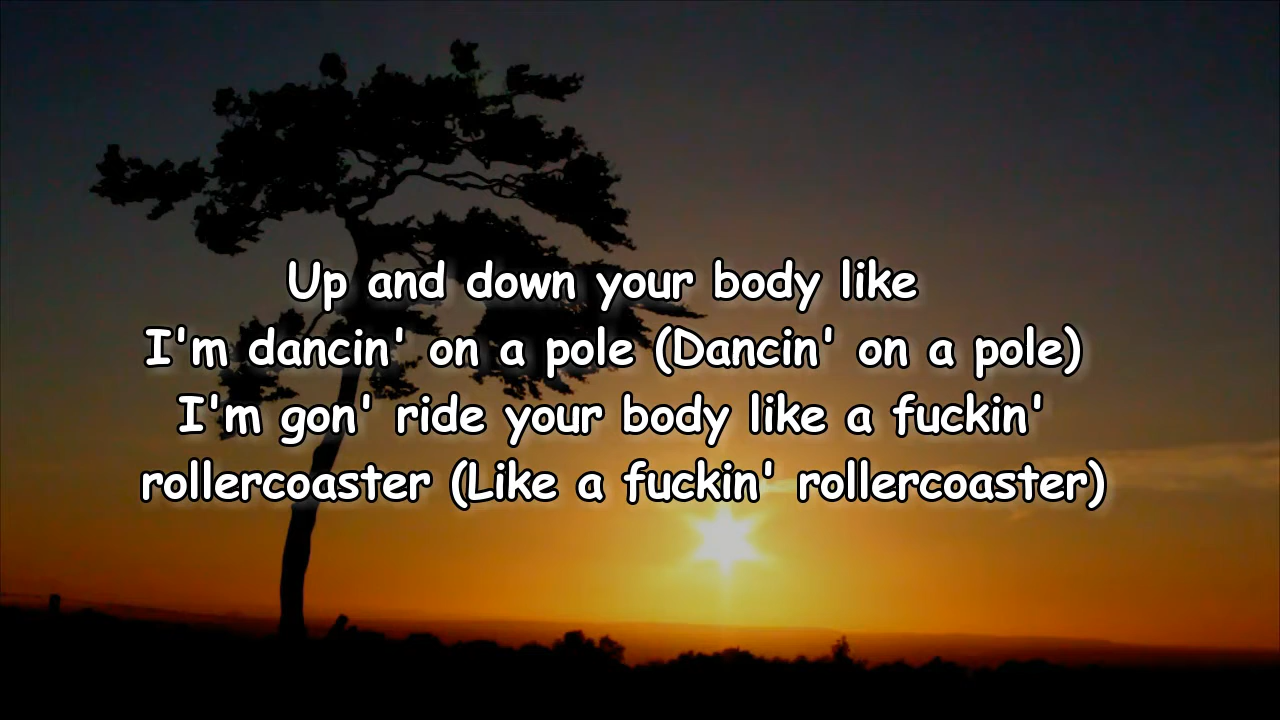 Up and down your body like
I'm dancin' on a pole (Dancin' on a pole)
I'm gon' ride your body like a fuckin'
rollercoaster (Like a fuckin' rollercoaster)